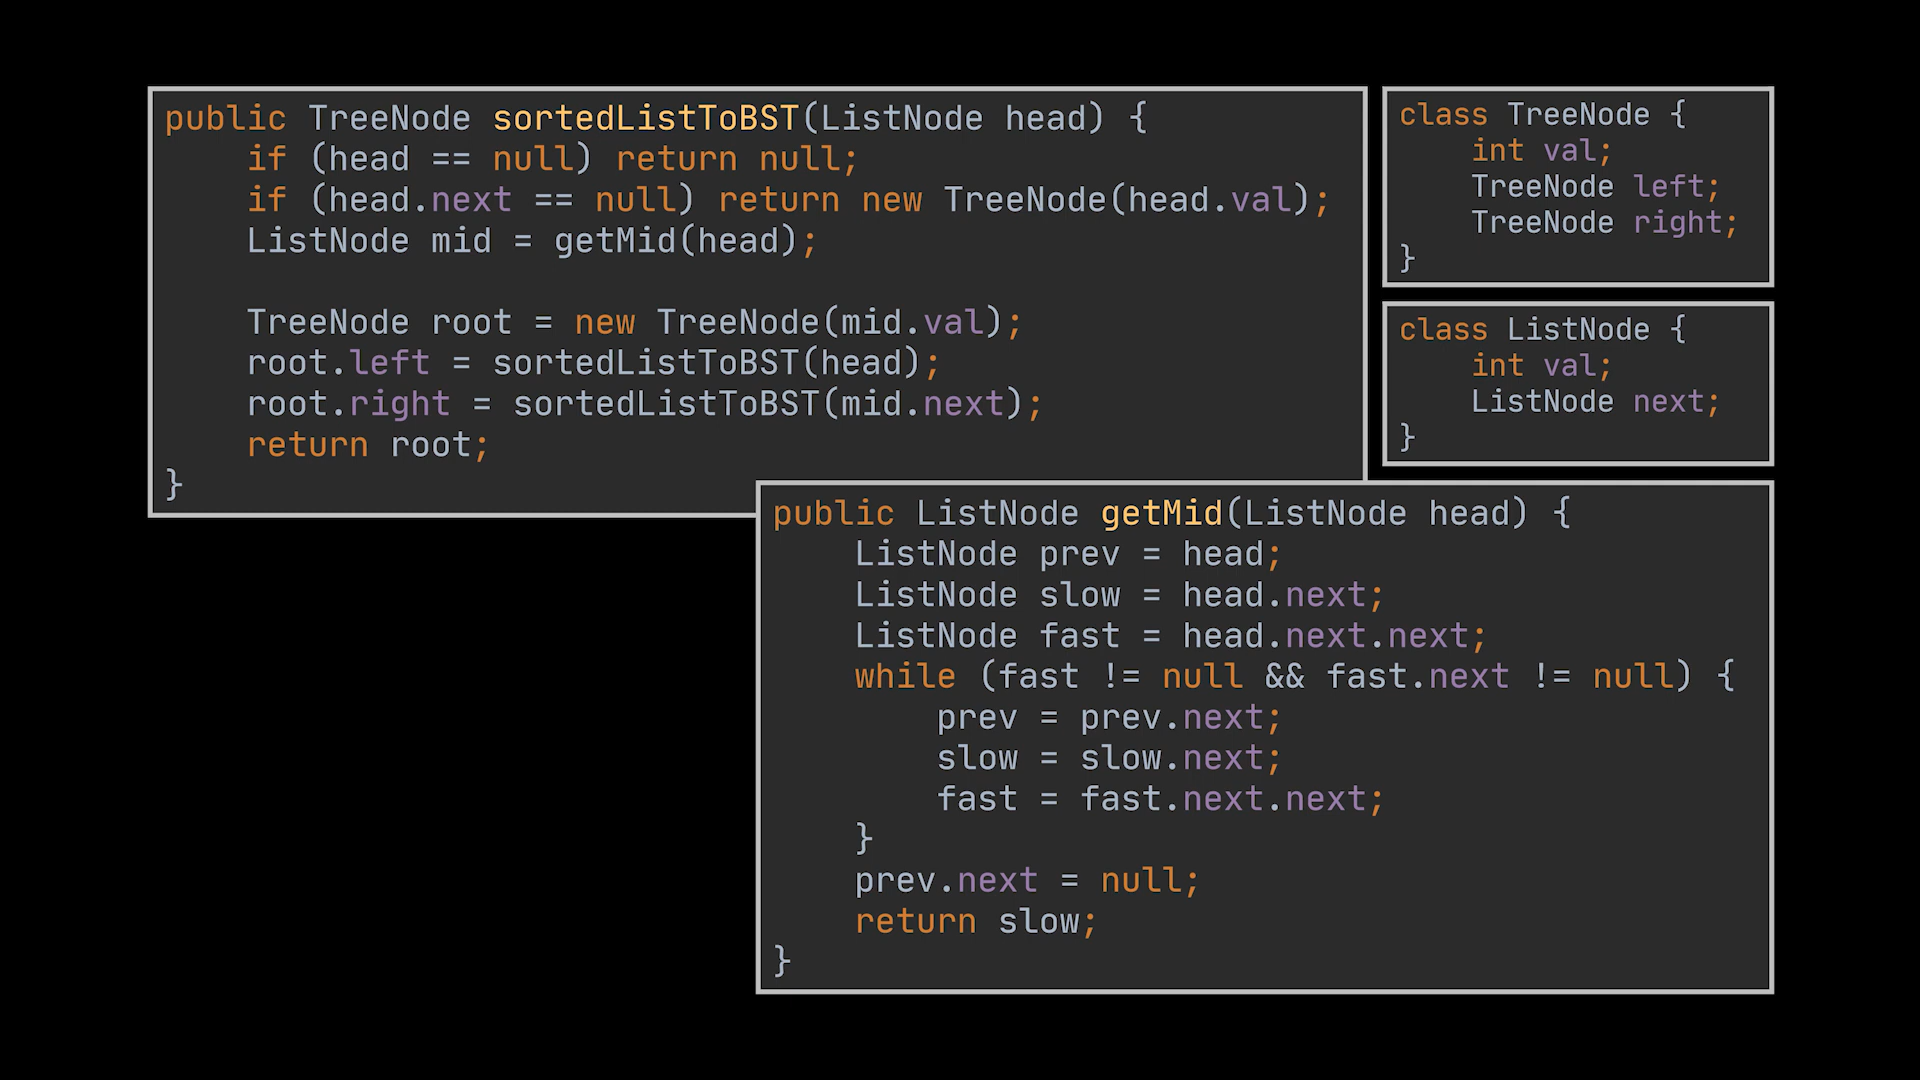 public TreeNode sortedListToBST(ListNode head) {
    if (head == null) return null;
    if (head.next == null) return new TreeNode(head.val);
    ListNode mid = getMid(head);

    TreeNode root = new TreeNode(mid.val);
    root.left = sortedListToBST(head);
    root.right = sortedListToBST(mid.next);
    return root;
}
class TreeNode {
    int val;
    TreeNode left;
    TreeNode right;
}
class ListNode {
    int val;
    ListNode next;
}
public ListNode getMid(ListNode head) {
    ListNode prev = head;
    ListNode slow = head.next;
    ListNode fast = head.next.next;
    while (fast != null && fast.next != null) {
        prev = prev.next;
        slow = slow.next;
        fast = fast.next.next;
    }
    prev.next = null;
    return slow;
}